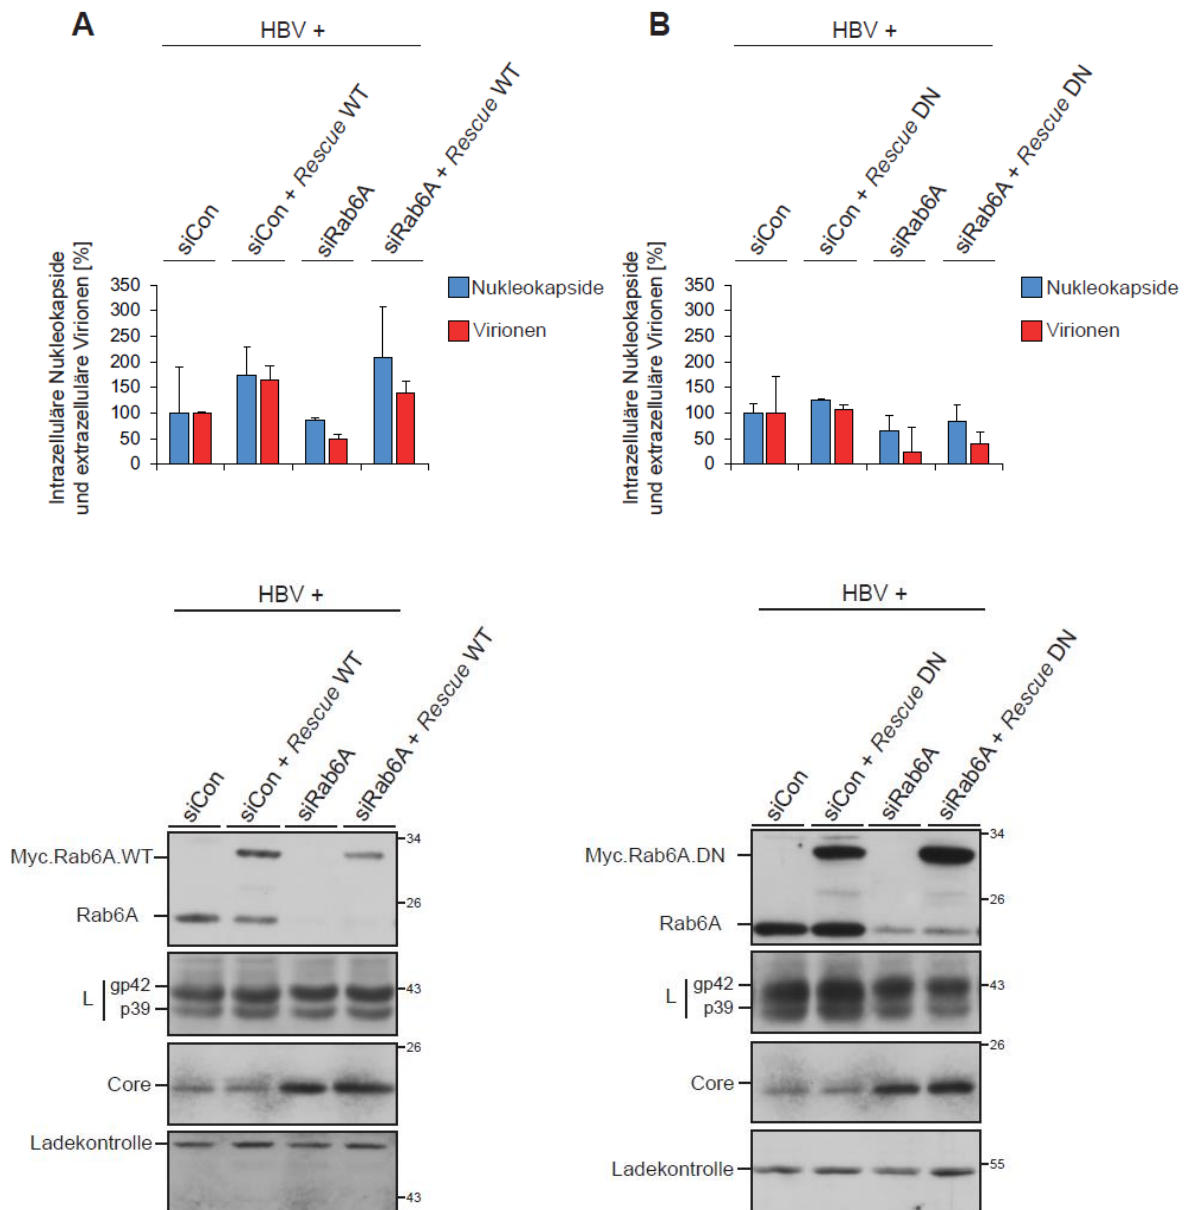 A
HBV +
siCon
siCon + Rescue WT
siRab6A
siRab6A + Rescue WT
Intrazelluläre Nukleokapside
und extrazelluläre Virionen [%]
350
300
250
200
150
100
50
0
Nukleokapside
Virionen
B
HBV +
siCon
siCon + Rescue DN
siRab6A
siRab6A + Rescue DN
Intrazelluläre Nukleokapside
und extrazelluläre Virionen [%]
350
300
250
200
150
100
50
0
Nukleokapside
Virionen
HBV +
siCon
siCon + Rescue WT
siRab6A
siRab6A + Rescue WT
Myc.Rab6A.WT
34
26
Rab6A
L
gp42
p39
43
26
Core
Ladekontrolle
43
HBV +
siCon
siCon + Rescue DN
siRab6A
siRab6A + Rescue DN
Myc.Rab6A.DN
34
26
Rab6A
L
gp42
p39
43
26
Core
Ladekontrolle
55